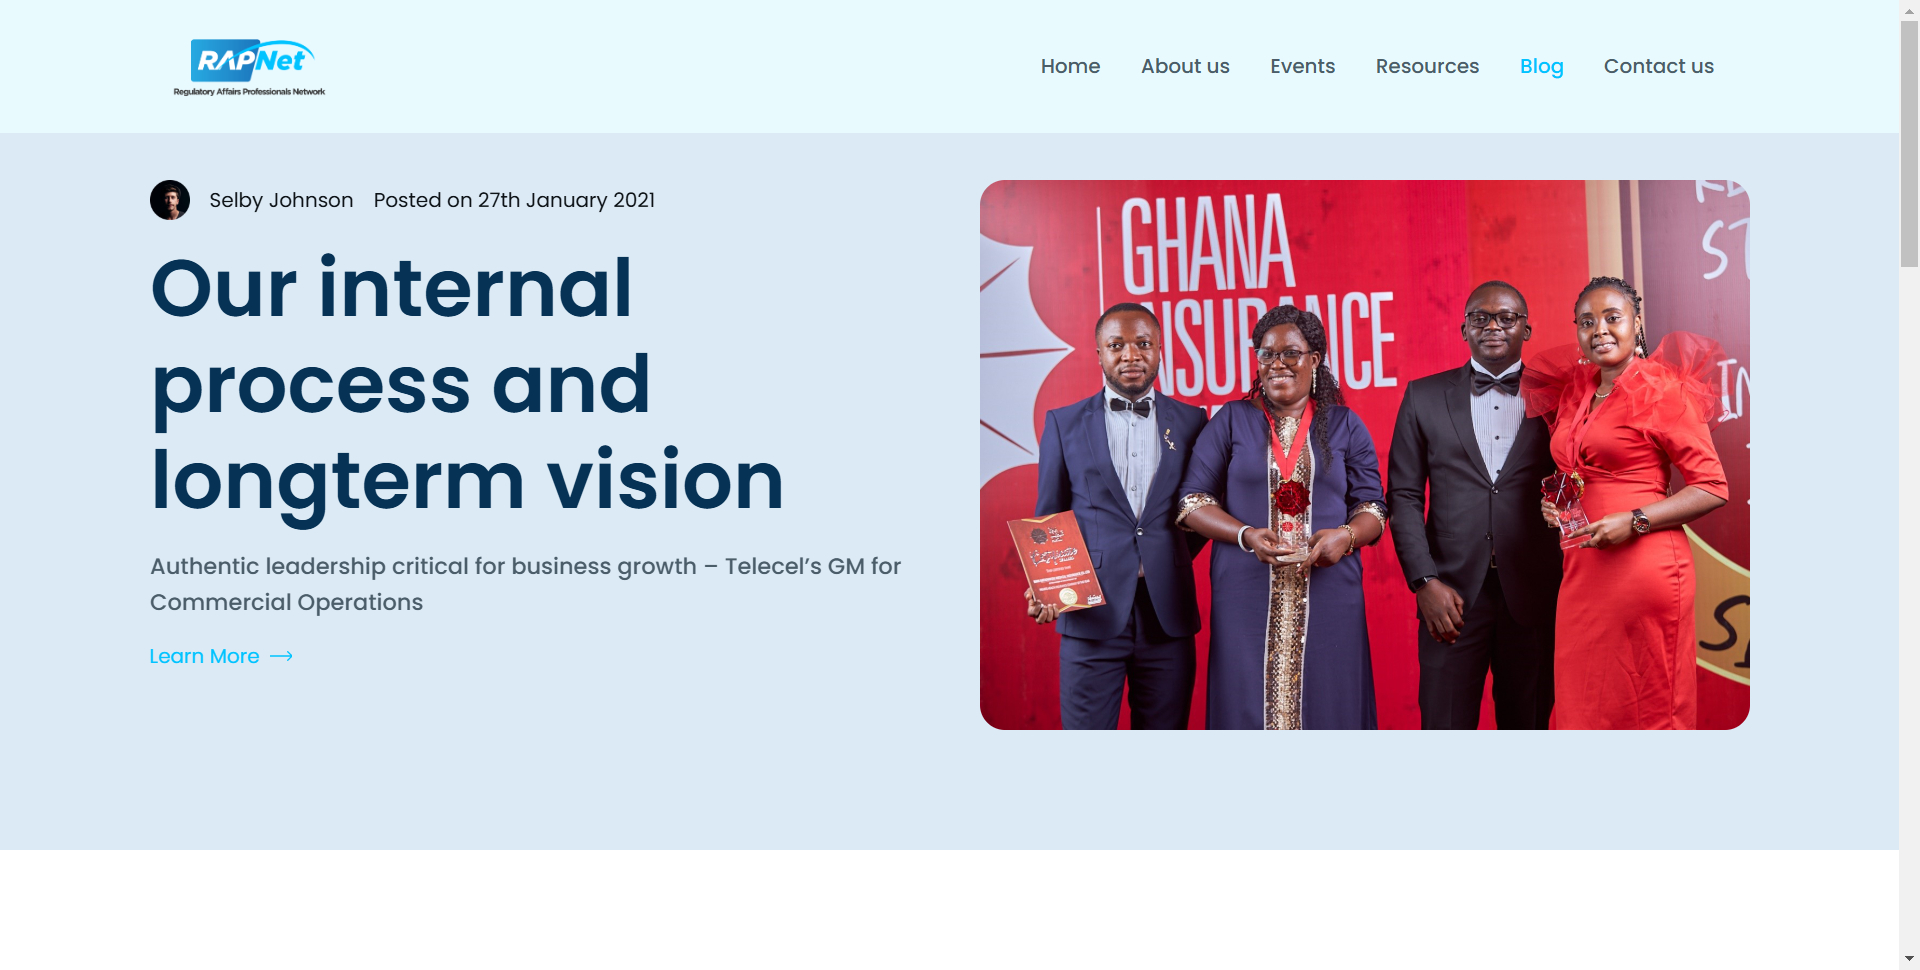 RAPNet
Regulatory Affairs Professionals Network
Home
About us
Events
Resources
Blog
Contact us
Selby Johnson
Posted on 27th January 2021
Our internal
process and
longterm vision
Authentic leadership critical for business growth – Telecel’s GM for
Commercial Operations
Learn More
GHANA
INSURANCE